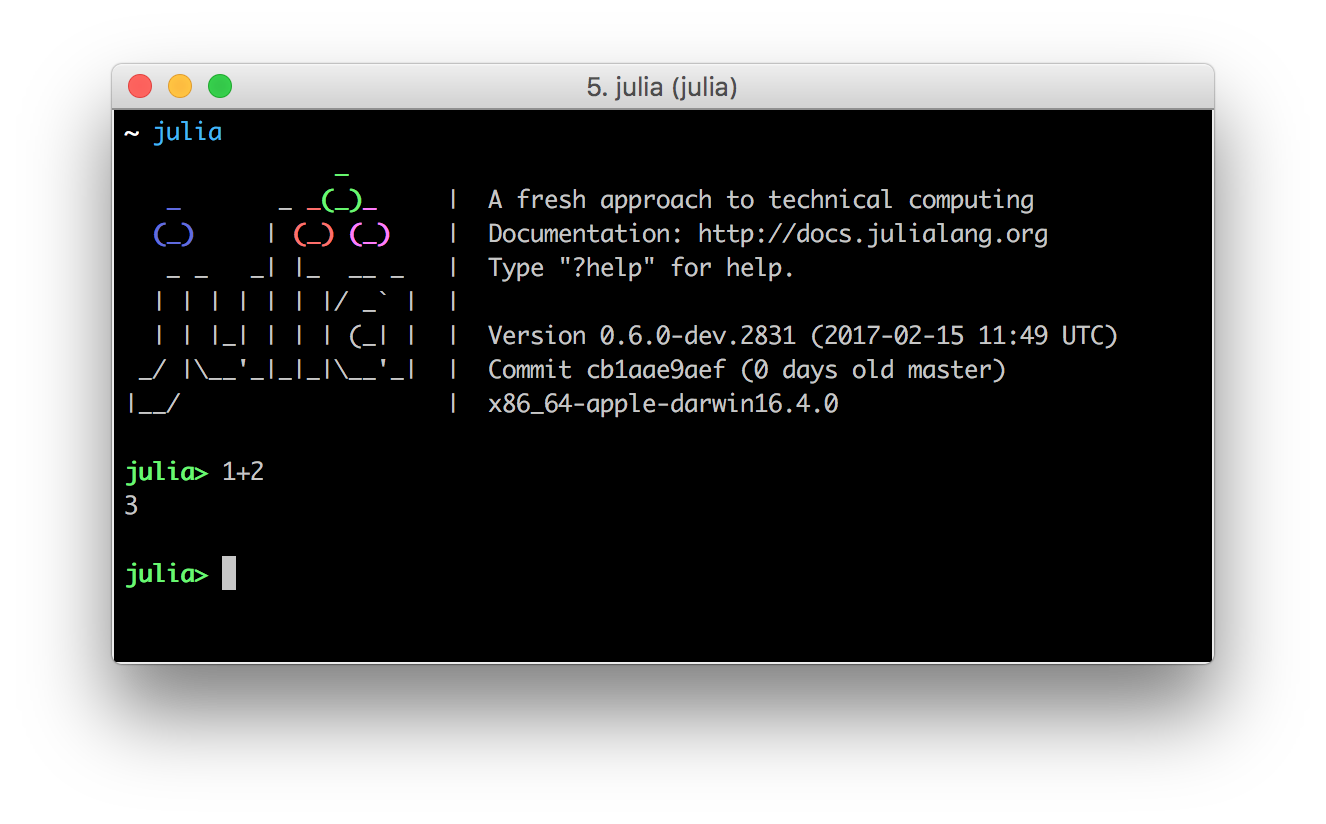 5. julia (julia)
~ julia
               _
   _       _ _(_)_     |  A fresh approach to technical computing
  (_)     | (_) (_)    |  Documentation: http://docs.julialang.org
   _ _   _| |_  __ _   |  Type "?help" for help.
  | | | | | | |/ _` |  |
  | | |_| | | | (_| |  |  Version 0.6.0-dev.2831 (2017-02-15 11:49 UTC)
 _/ |\__'_|_|_|\__'_|  |  Commit cb1aae9aef (0 days old master)
|__/                   |  x86_64-apple-darwin16.4.0
julia> 1+2
3
julia>